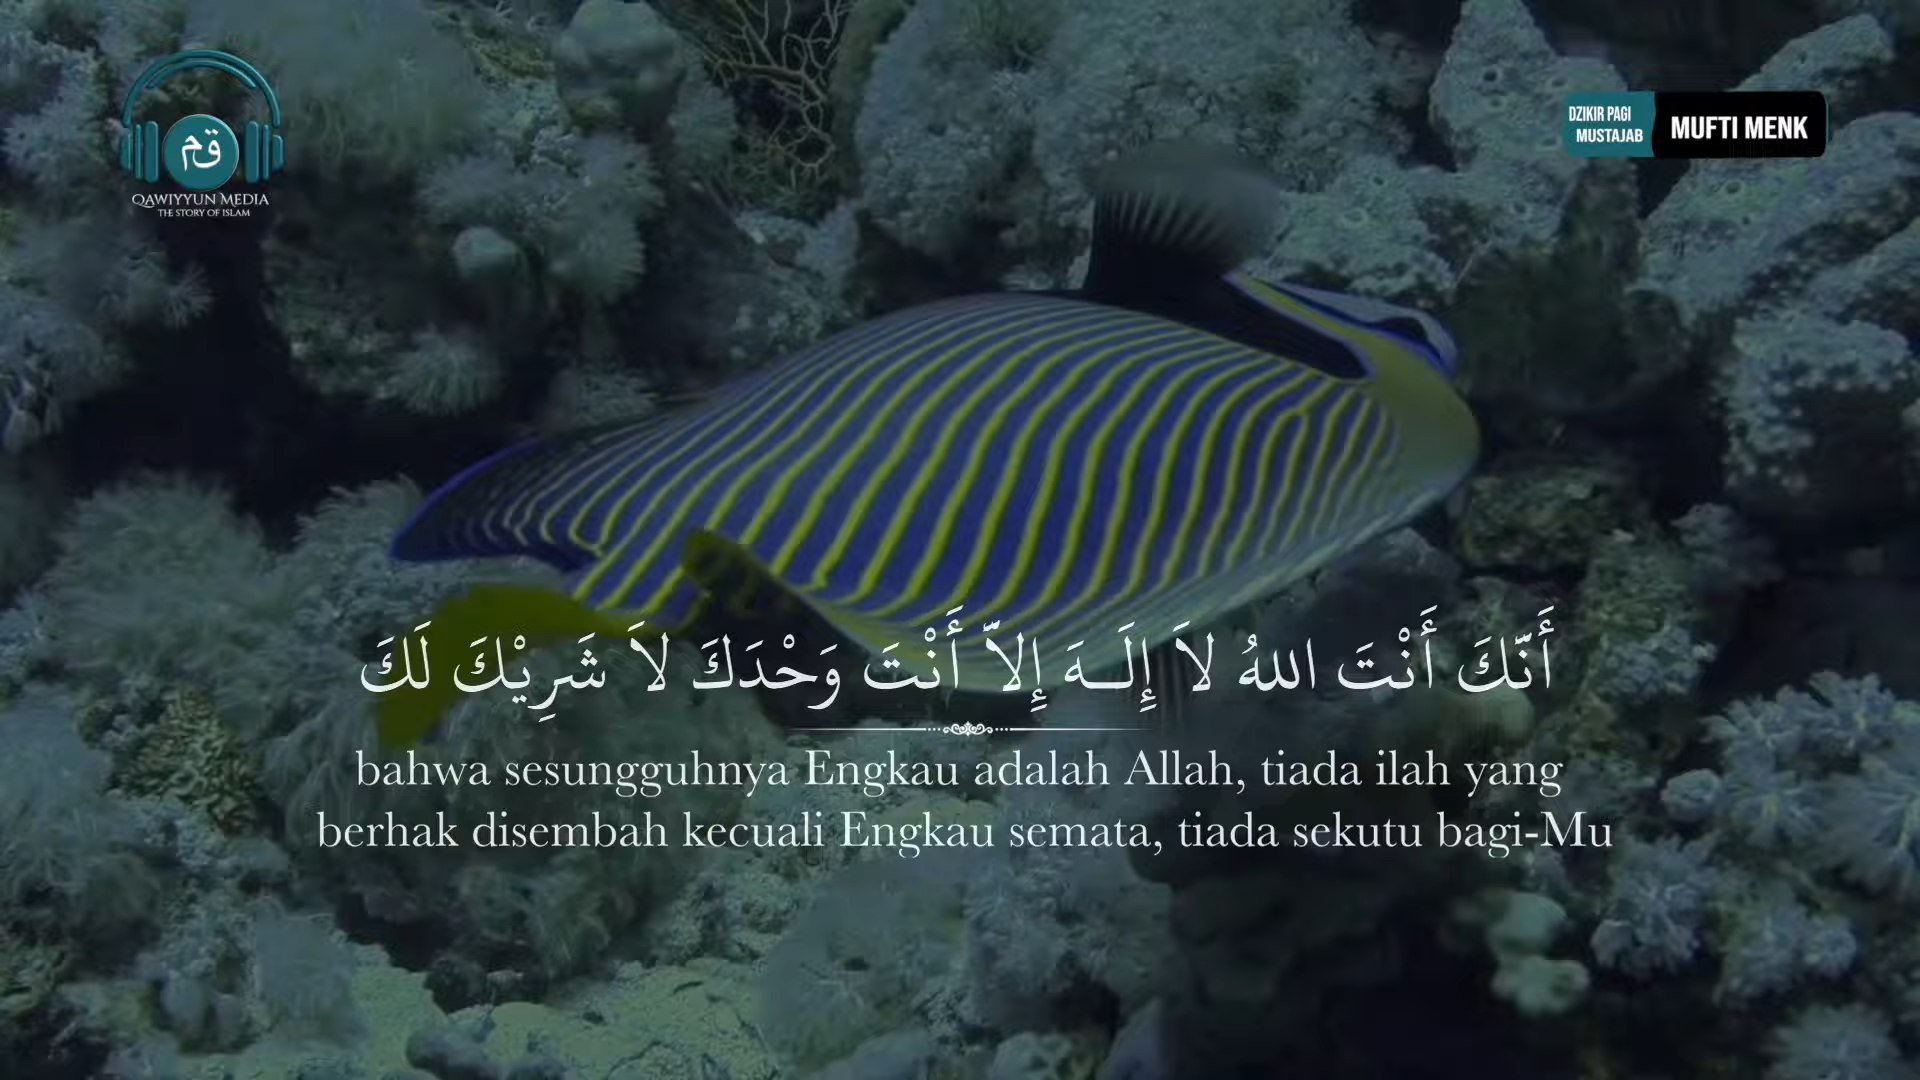 قم
QAWIYYUN MEDIA
THE STORY OF ISLAM
DZIKIR PAGI
MUSTAJAB
MUFTI MENK
أَنَّكَ أَنْتَ اللهُ لاَ إِلَــهَ إِلاَّ أَنْتَ وَحْدَكَ لاَ شَرِيْكَ لَكَ
bahwa sesungguhnya Engkau adalah Allah, tiada ilah yang
berhak disembah kecuali Engkau semata, tiada sekutu bagi-Mu